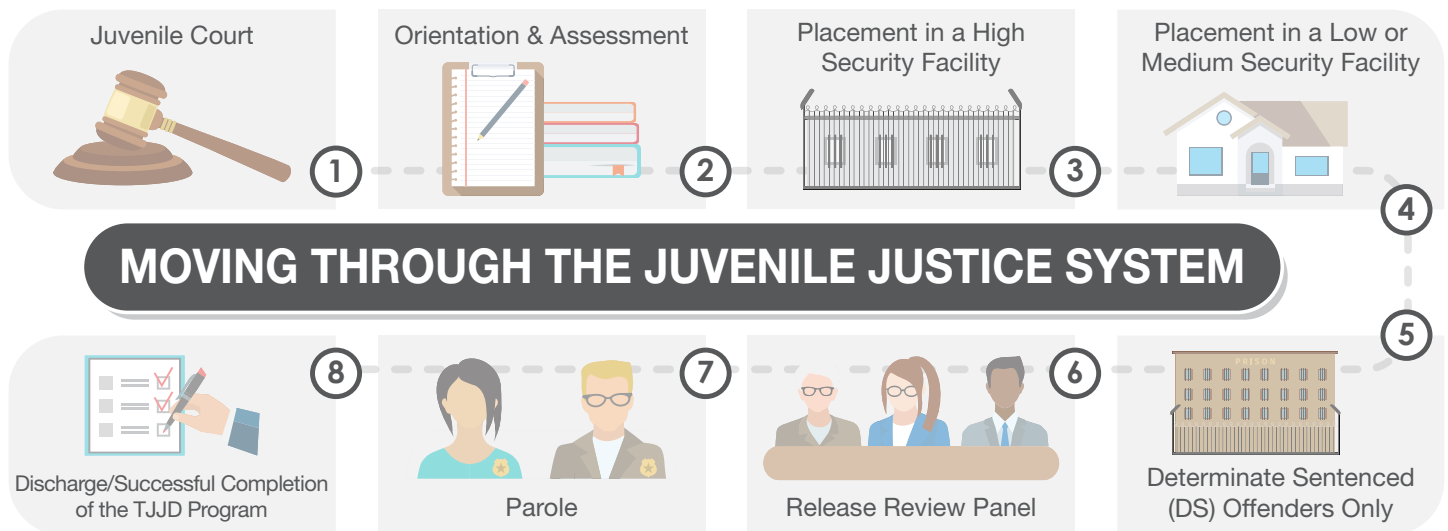 Juvenile Court
1
Orientation & Assessment
2
Placement in a High
Security Facility
3
Placement in a Low or
Medium Security Facility
4
MOVING THROUGH THE JUVENILE JUSTICE SYSTEM
5
PRISON
Determinate Sentenced
(DS) Offenders Only
6
Release Review Panel
7
Parole
8
Discharge/Successful Completion
of the TJJD Program